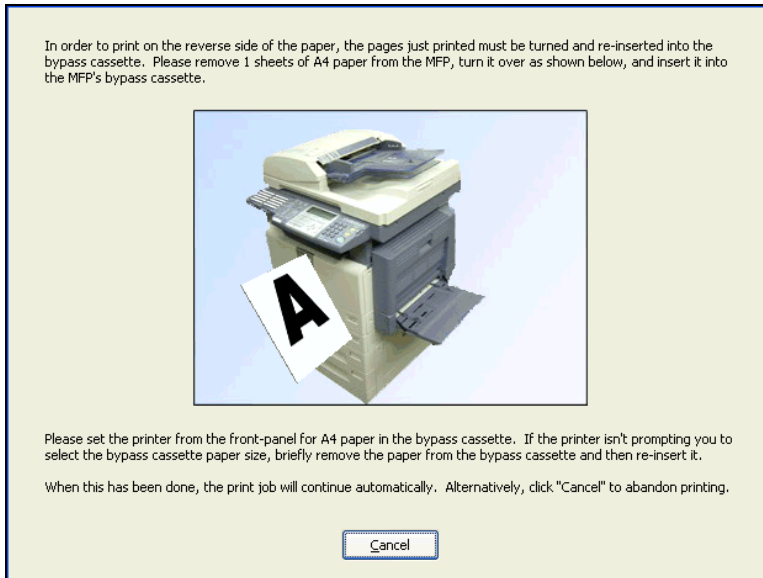 In order to print on the reverse side of the paper, the pages just printed must be turned and re-inserted into the
bypass cassette.  Please remove 1 sheets of A4 paper from the MFP, turn it over as shown below, and insert it into
the MFP's bypass cassette.
A
Please set the printer from the front-panel for A4 paper in the bypass cassette.  If the printer isn't prompting you to
select the bypass cassette paper size, briefly remove the paper from the bypass cassette and then re-insert it.
When this has been done, the print job will continue automatically.  Alternatively, click "Cancel" to abandon printing.
Cancel